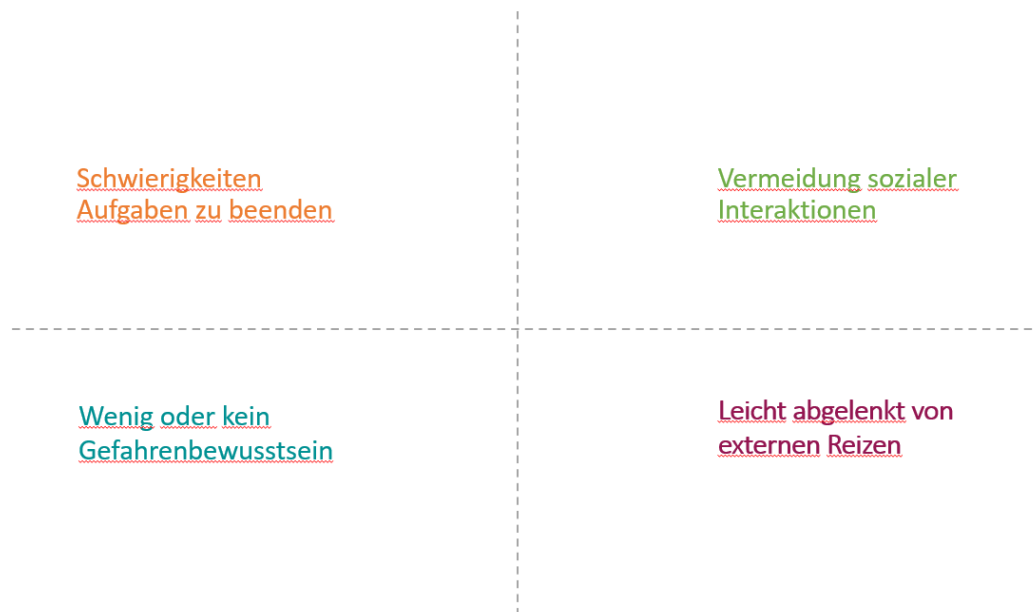 Schwierigkeiten
Aufgaben zu beenden
Vermeidung sozialer
Interaktionen
Wenig oder kein
Gefahrenbewusstsein
Leicht abgelenkt von
externen Reizen